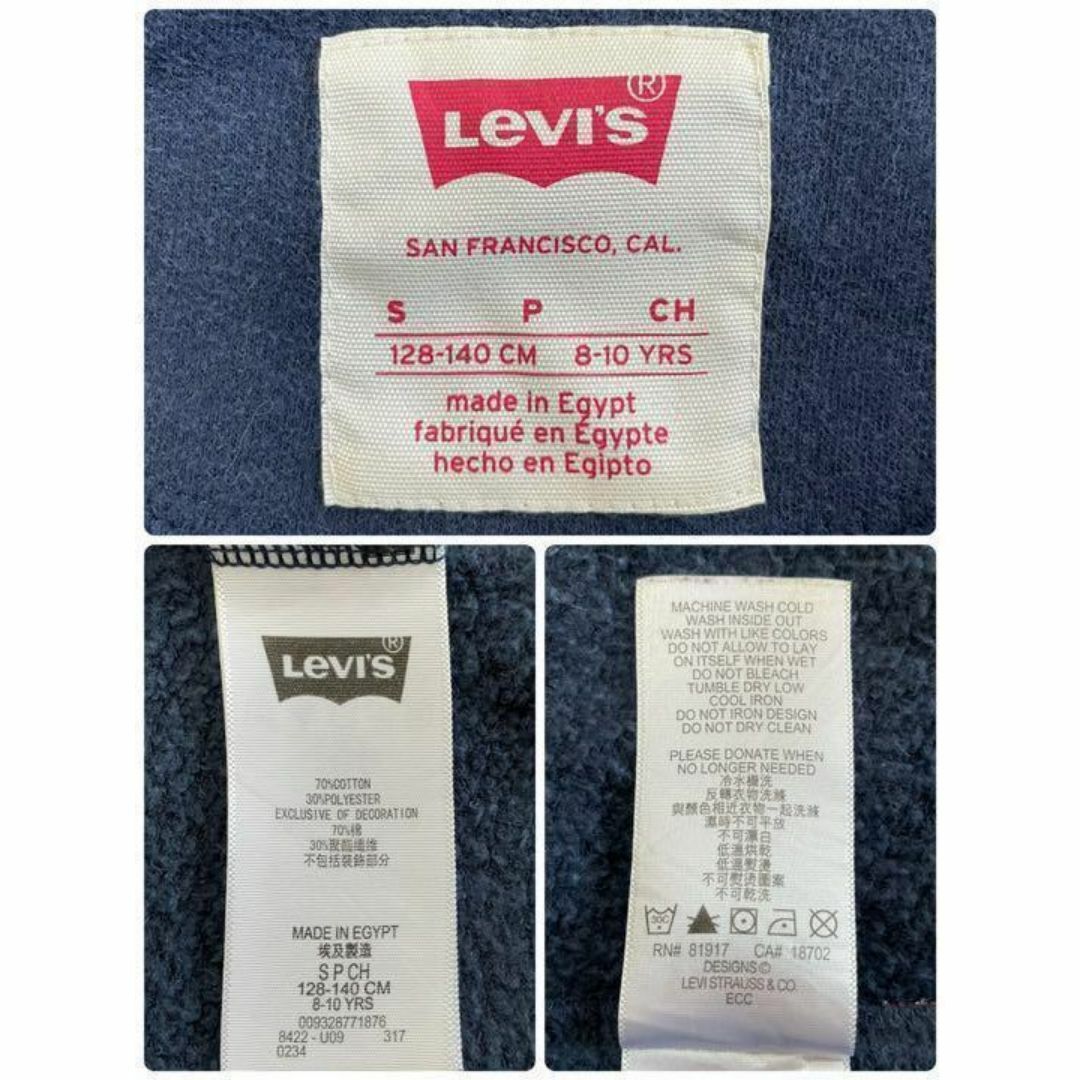 LEVI'S®
SAN FRANCISCO, CAL.
S P CH
128-140 CM 8-10 YRS
made in Egypt
fabriqué en Égypte
hecho en Egipto
LEVI'S®
70%COTTON
30%POLYESTER
EXCLUSIVE OF DECORATION
70%棉
30%聚酯纖維
不包括裝飾部分
MADE IN EGYPT
埃及製造
S P CH
128-140 CM
8-10 YRS
009328771876
8422 - U09 317
0234
MACHINE WASH COLD
WASH INSIDE OUT
WASH WITH LIKE COLORS
DO NOT ALLOW TO LAY
ON ITSELF WHEN WET
DO NOT BLEACH
TUMBLE DRY LOW
COOL IRON
DO NOT IRON DESIGN
DO NOT DRY CLEAN
PLEASE DONATE WHEN
NO LONGER NEEDED
冷水機洗
反轉衣物洗滌
與顏色相近衣物一起洗滌
濕時不可平放
不可漂白
低溫烘乾
低溫熨燙
不可熨燙圖案
不可乾洗
30C
RN# 81917 CA# 18702
DESIGNS ©
LEVI STRAUSS & CO.
ECC